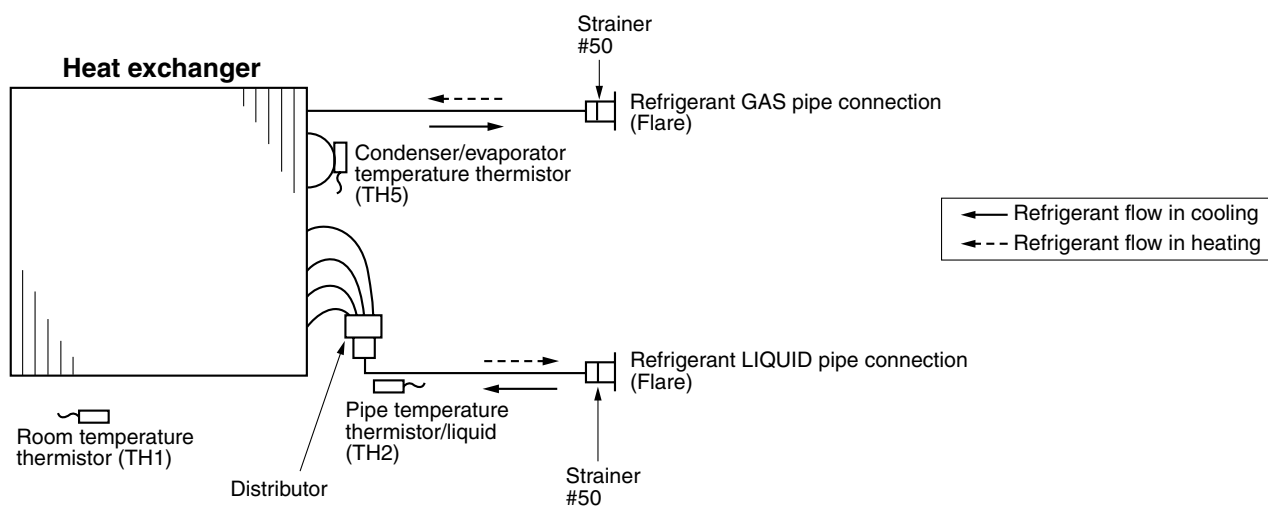 Strainer
#50
Heat exchanger
Refrigerant GAS pipe connection
(Flare)
Condenser/evaporator
temperature thermistor
(TH5)
Refrigerant flow in cooling
Refrigerant flow in heating
Refrigerant LIQUID pipe connection
(Flare)
Pipe temperature
thermistor/liquid
(TH2)
Room temperature
thermistor (TH1)
Distributor
Strainer
#50